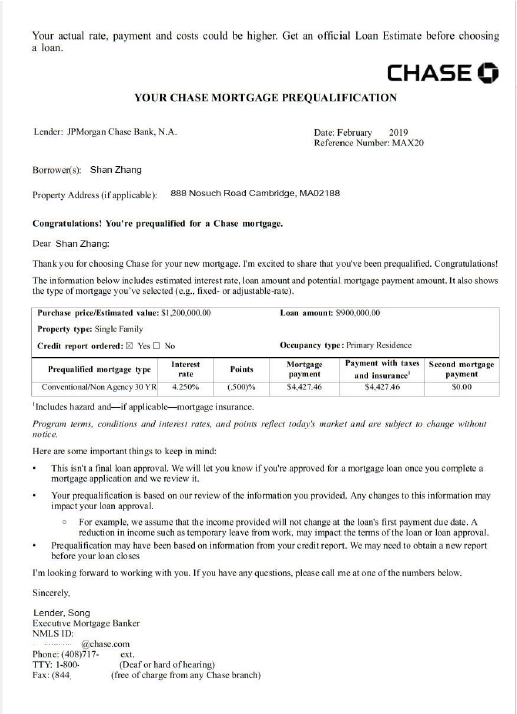 Your actual rate, payment and costs could be higher. Get an official Loan Estimate before choosing
a loan.
CHASE
YOUR CHASE MORTGAGE PREQUALIFICATION
Lender: JPMorgan Chase Bank, N.A.
Date: February 2019
Reference Number: MAX20
Borrower(s): Shan Zhang
Property Address (if applicable): 888 Nosuch Road Cambridge, MA02188
Congratulations! You're prequalified for a Chase mortgage.
Dear Shan Zhang:
Thank you for choosing Chase for your new mortgage. I'm excited to share that you've been prequalified. Congratulations!
The information below includes estimated interest rate, loan amount and potential mortgage payment amount. It also shows
the type of mortgage you've selected (e.g., fixed- or adjustable-rate).
Purchase price/Estimated value: $1,200,000.00 Loan amount: $900,000.00
Property type: Single Family
Credit report ordered: ☒ Yes ☐ No Occupancy type: Primary Residence
Prequalified mortgage type Interest rate Points Mortgage payment Payment with taxes and insurance¹ Second mortgage payment
Conventional/Non Agency 30 YR 4.250% (.500)% $4,427.46 $4,427.46 $0.00
¹Includes hazard and—if applicable—mortgage insurance.
Program terms, conditions and interest rates, and points reflect today's market and are subject to change without
notice.
Here are some important things to keep in mind:
• This isn't a final loan approval. We will let you know if you're approved for a mortgage loan once you complete a
mortgage application and we review it.
• Your prequalification is based on our review of the information you provided. Any changes to this information may
impact your loan approval.
○ For example, we assume that the income provided will not change at the loan's first payment due date. A
reduction in income such as temporary leave from work, may impact the terms of the loan or loan approval.
• Prequalification may have been based on information from your credit report. We may need to obtain a new report
before your loan closes
I'm looking forward to working with you. If you have any questions, please call me at one of the numbers below.
Sincerely,
Lender, Song
Executive Mortgage Banker
NMLS ID:
@chase.com
Phone: (408)717- ext.
TTY: 1-800- (Deaf or hard of hearing)
Fax: (844 (free of charge from any Chase branch)